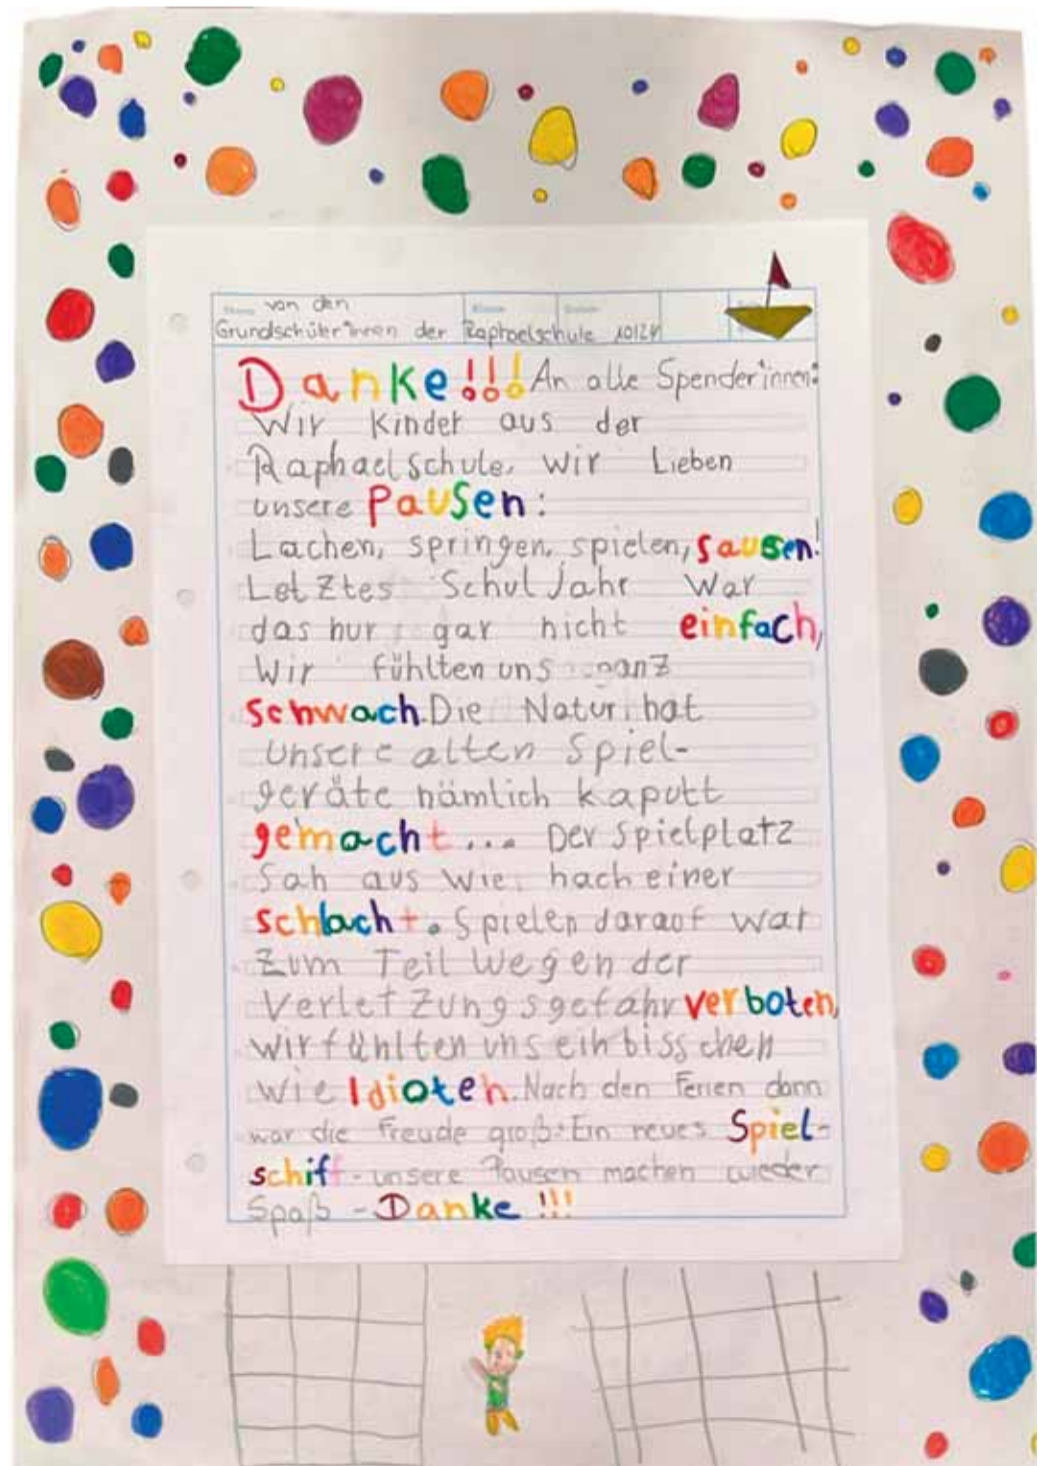 von den
Grundschüler*innen der Raphaelschule 10/24
Danke!!! An alle Spender*innen:
Wir Kinder aus der
Raphaelschule, wir Lieben
unsere Pausen:
Lachen, springen, spielen, sausen!
Letztes Schuljahr war
das nur gar nicht einfach,
Wir fühlten uns ganz
schwach. Die Natur hat
Unsere alten Spiel-
geräte nämlich kaputt
gemacht... Der Spielplatz
Sah aus wie nach einer
schlacht. Spielen darauf war
Zum Teil wegen der
Verletzungsgefahr verboten,
wir fühlten uns ein bisschen
wie Idioten. Nach den Ferien dann
war die Freude groß: Ein neues Spiel-
schiff - unsere Pausen machen wieder
Spaß - Danke !!!